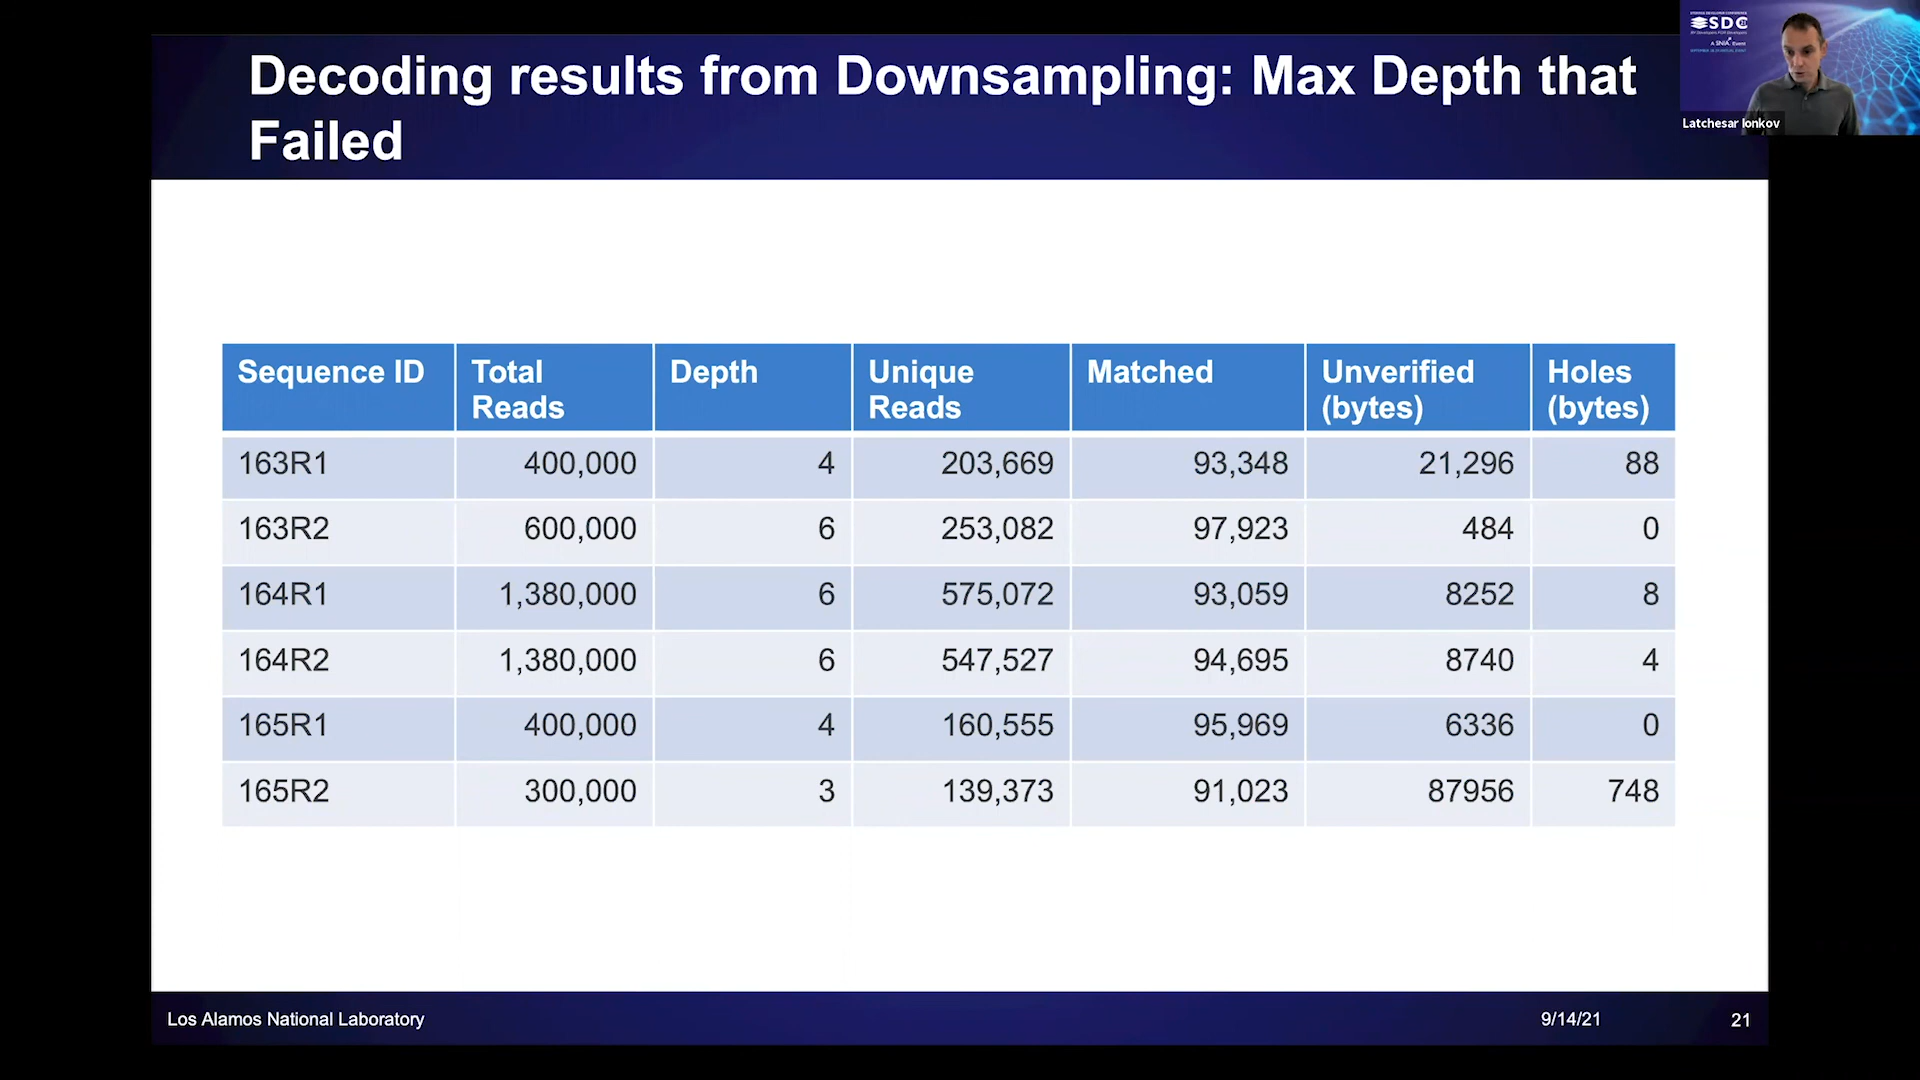 Decoding results from Downsampling: Max Depth that
Failed
SDC
A SNIA Event
Latchesar Ionkov
Sequence ID Total Reads Depth Unique Reads Matched Unverified (bytes) Holes (bytes)
163R1 400,000 4 203,669 93,348 21,296 88
163R2 600,000 6 253,082 97,923 484 0
164R1 1,380,000 6 575,072 93,059 8252 8
164R2 1,380,000 6 547,527 94,695 8740 4
165R1 400,000 4 160,555 95,969 6336 0
165R2 300,000 3 139,373 91,023 87956 748
Los Alamos National Laboratory 9/14/21 21